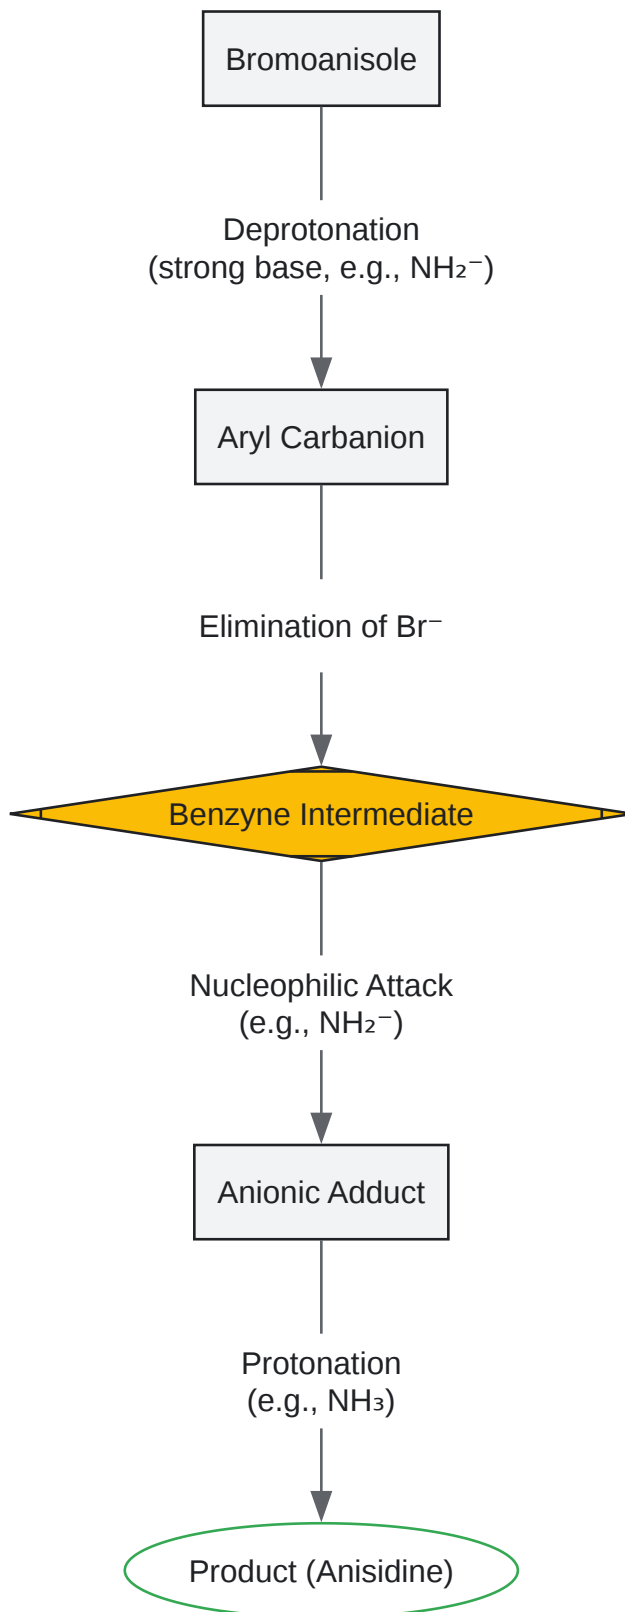 Bromoanisole
Deprotonation
(strong base, e.g., NH₂⁻)
Aryl Carbanion
Elimination of Br⁻
Benzyne Intermediate
Nucleophilic Attack
(e.g., NH₂⁻)
Anionic Adduct
Protonation
(e.g., NH₃)
Product (Anisidine)